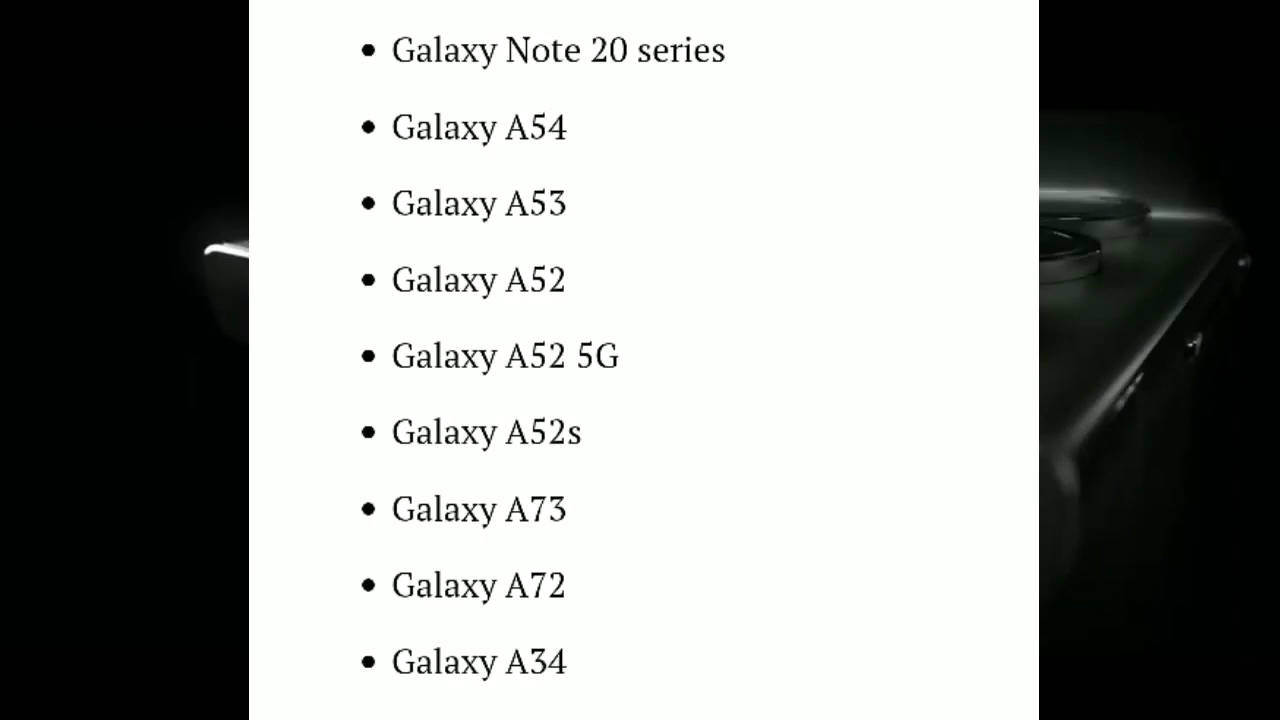 • Galaxy Note 20 series
• Galaxy A54
• Galaxy A53
• Galaxy A52
• Galaxy A52 5G
• Galaxy A52s
• Galaxy A73
• Galaxy A72
• Galaxy A34